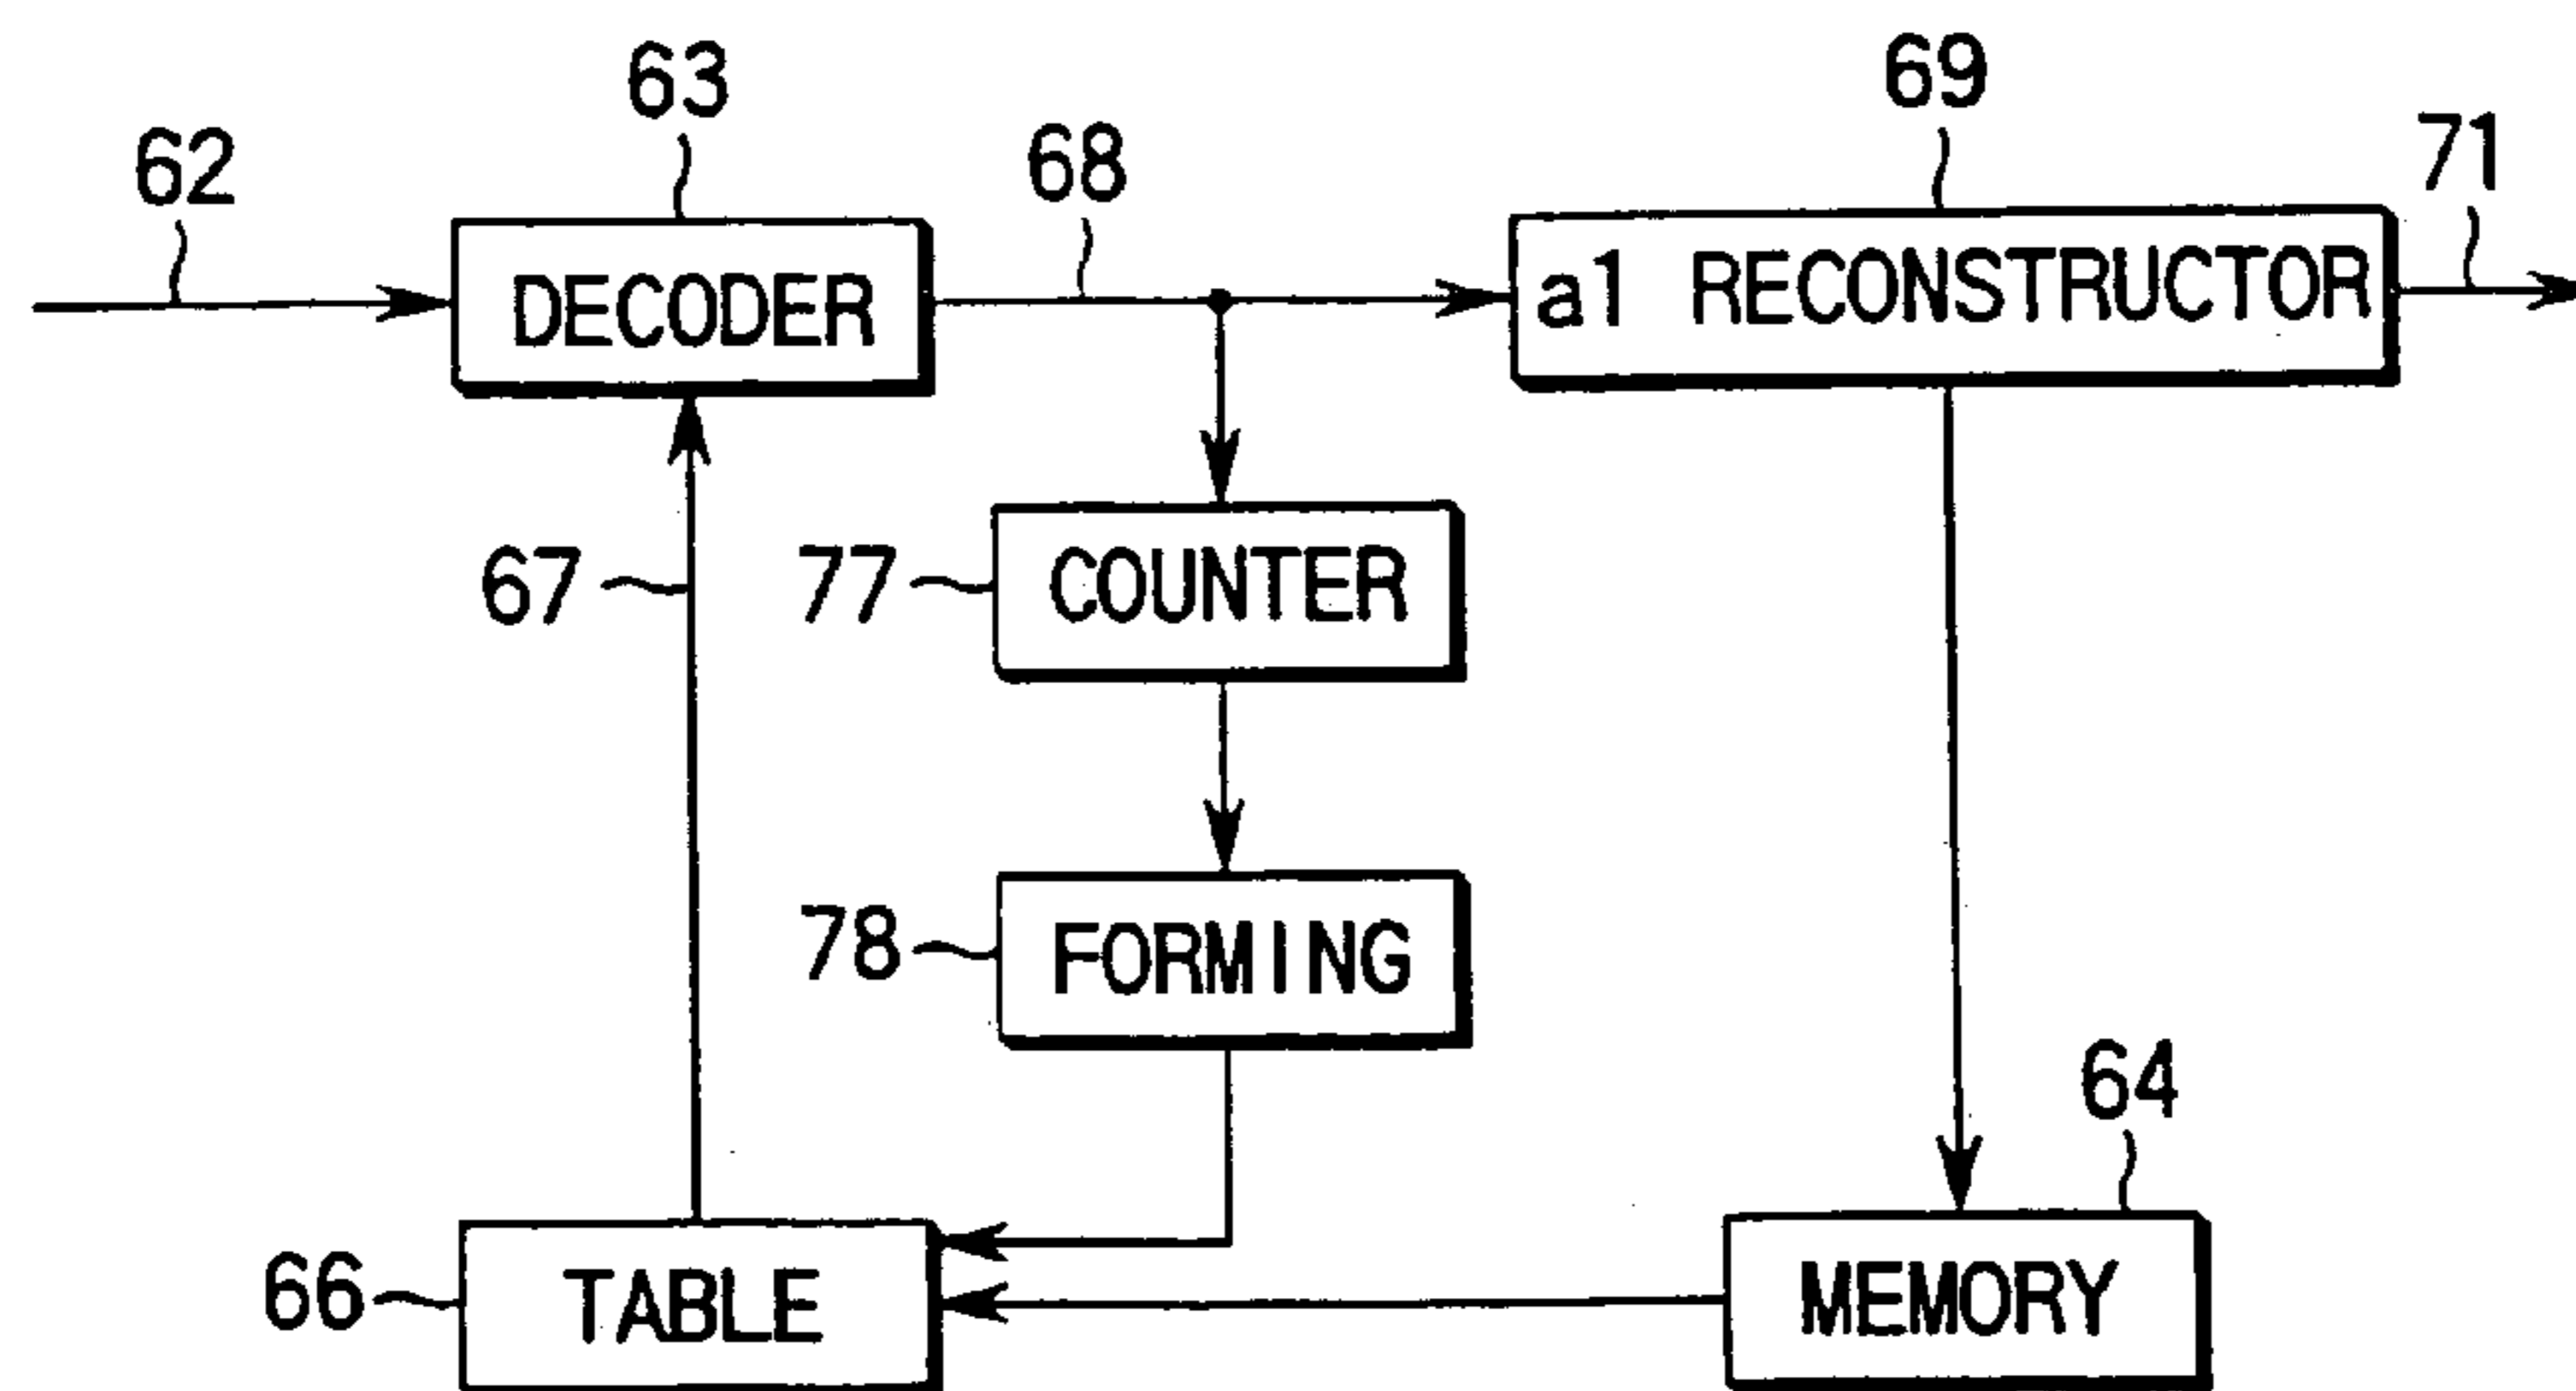 62
63
68
69
71
DECODER
a1 RECONSTRUCTOR
67
77
COUNTER
78
FORMING
64
66
TABLE
MEMORY